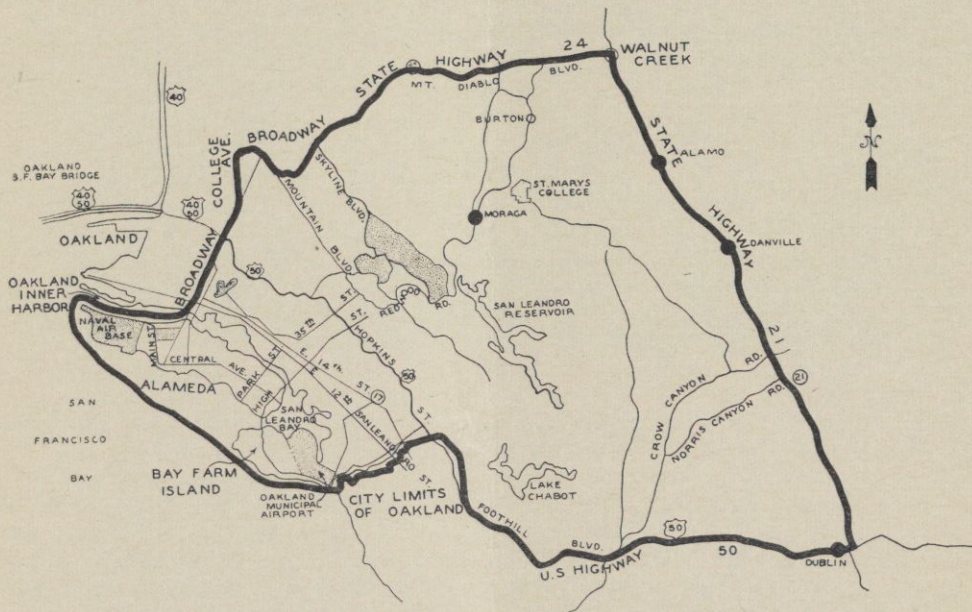 STATE HIGHWAY 24
WALNUT
CREEK
MT. DIABLO BLVD.
BROADWAY
COLLEGE
AVE.
40
BURTON
STATE
ALAMO
N
OAKLAND
S.F. BAY BRIDGE
40
50
40
50
SKYLINE BLVD.
ST. MARYS
COLLEGE
OAKLAND
MOUNTAIN
BLVD.
MORAGA
HIGHWAY
DANVILLE
BROADWAY
50
OAKLAND
INNER
HARBOR
REDWOOD RD.
SAN LEANDRO
RESERVOIR
NAVAL
AIR
BASE
MAIN ST.
35th ST.
HOPKINS
ST.
50
21
CENTRAL
AVE.
PARK ST.
HIGH ST.
E. 14th.
ST.
17
E. 12th
SAN LEANDRO
ST.
CROW CANYON RD.
21
NORRIS CANYON RD.
ALAMEDA
SAN
LEANDRO
BAY
SAN
FRANCISCO
BAY
BAY FARM
ISLAND
OAKLAND
MUNICIPAL
AIRPORT
CITY LIMITS
OF OAKLAND
LAKE
CHABOT
FOOTHILL
BLVD.
50
U.S HIGHWAY 50
DUBLIN